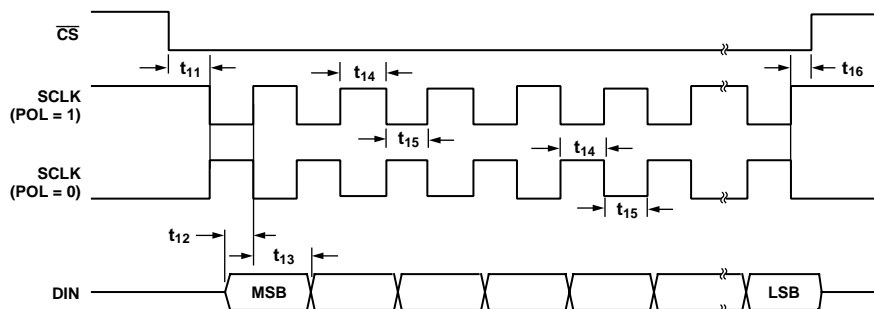 CS
t11
t14
t16
SCLK
(POL = 1)
t15
t14
SCLK
(POL = 0)
t15
t12
t13
DIN
MSB
LSB